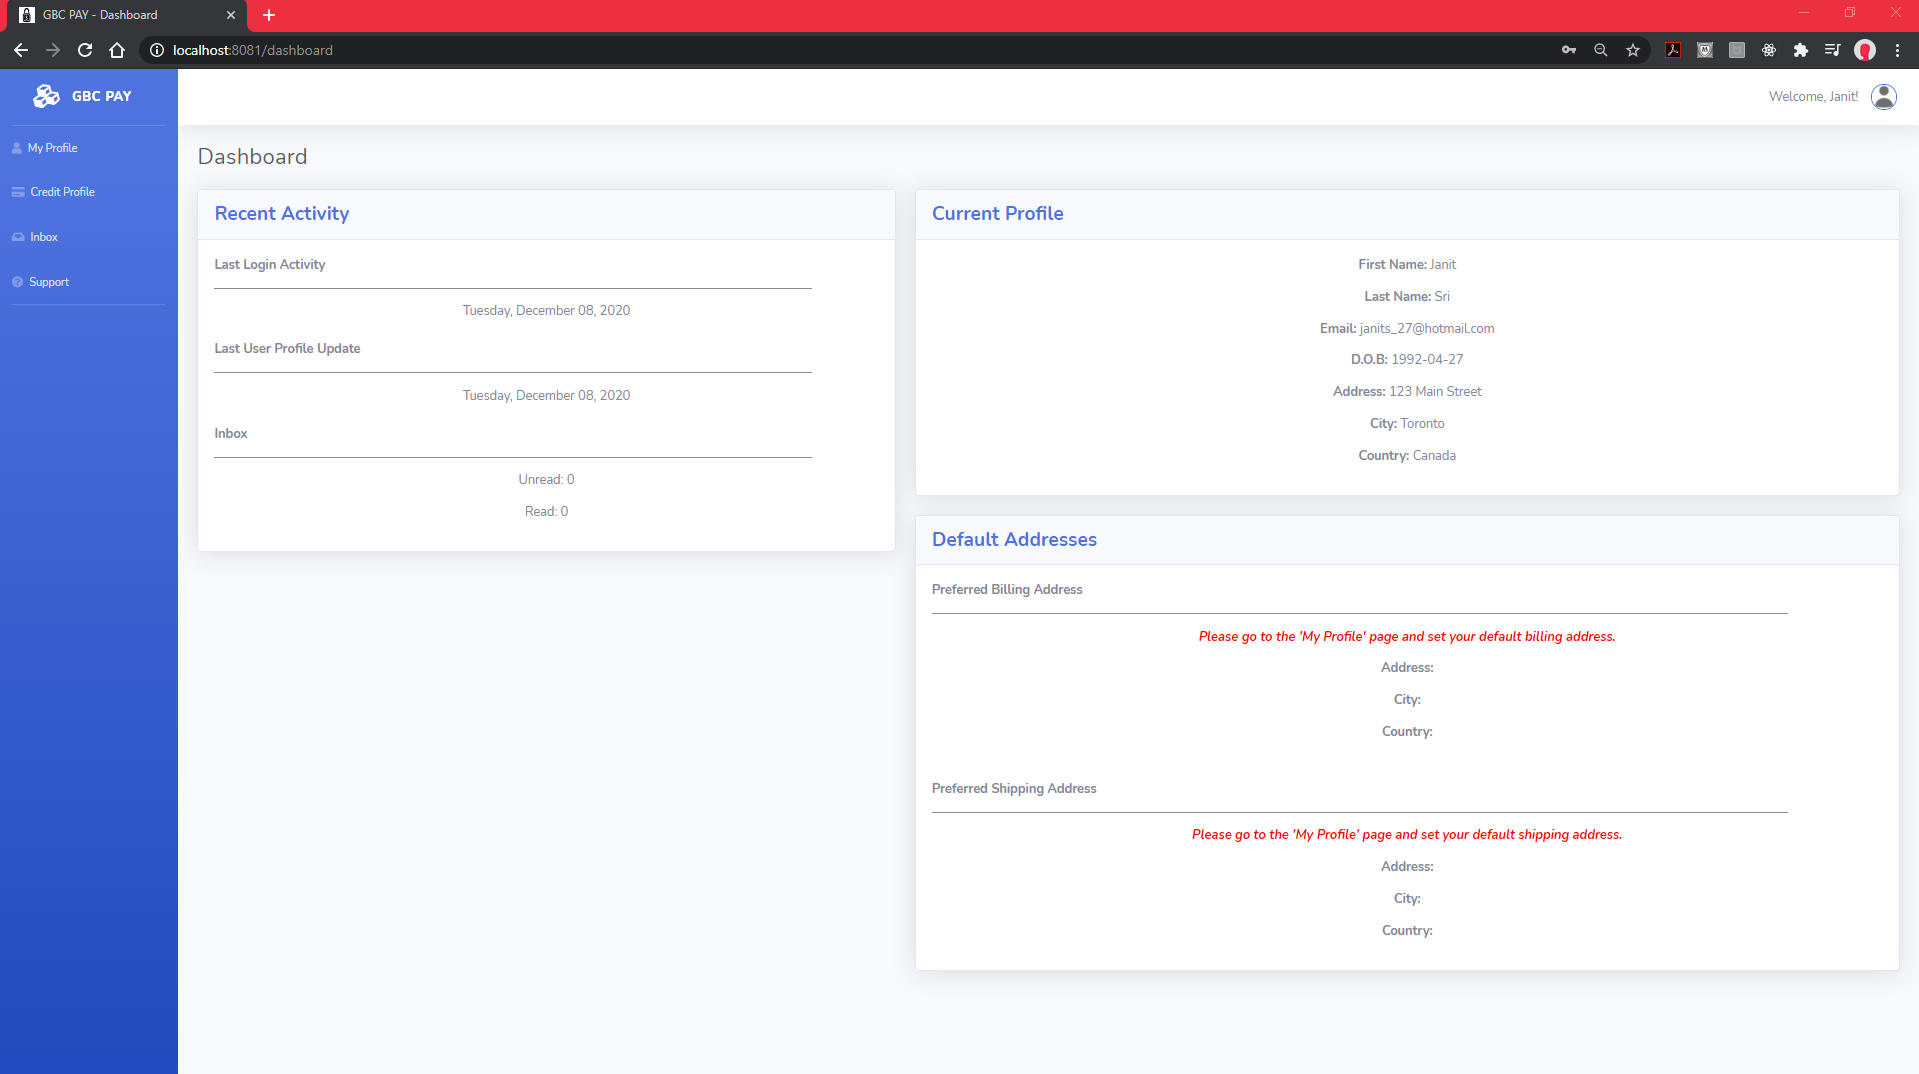 GBC PAY - Dashboard
localhost:8081/dashboard
GBC PAY
Welcome, Janit!
My Profile
Credit Profile
Inbox
Support
Dashboard
Recent Activity
Last Login Activity
Tuesday, December 08, 2020
Last User Profile Update
Tuesday, December 08, 2020
Inbox
Unread: 0
Read: 0
Current Profile
First Name: Janit
Last Name: Sri
Email: janits_27@hotmail.com
D.O.B: 1992-04-27
Address: 123 Main Street
City: Toronto
Country: Canada
Default Addresses
Preferred Billing Address
Please go to the 'My Profile' page and set your default billing address.
Address:
City:
Country:
Preferred Shipping Address
Please go to the 'My Profile' page and set your default shipping address.
Address:
City:
Country: